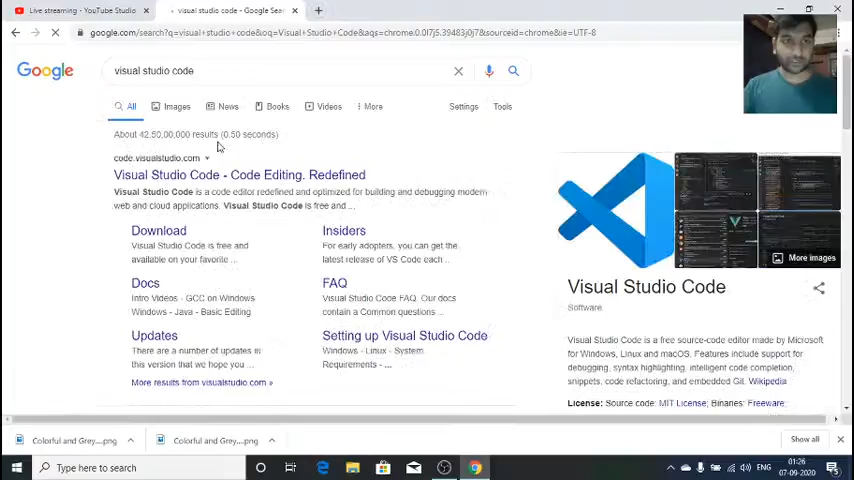 Live streaming - YouTube Studio
visual studio code - Google Sear
google.com/search?q=visual+studio+code&oq=Visual+Studio+Code&aqs=chrome.0.0l7j5.39483j0j7&sourceid=chrome&ie=UTF-8
Google
visual studio code
All
Images
News
Books
Videos
More
Settings
Tools
About 42,50,00,000 results (0.50 seconds)
code.visualstudio.com
Visual Studio Code - Code Editing. Redefined
Visual Studio Code is a code editor redefined and optimized for building and debugging modern
web and cloud applications. Visual Studio Code is free and ...
Download
Visual Studio Code is free and
available on your favorite ...
Insiders
For early adopters, you can get the
latest release of VS Code each ..
Docs
Intro Videos - GCC on Windows
Windows - Java - Basic Editing
FAQ
Visual Studio Code FAQ. Our docs
contain a Common questions ...
Updates
There are a number of updates in
this version that we hope you ...
Setting up Visual Studio Code
Windows - Linux - System
Requirements - ...
More results from visualstudio.com »
More images
Visual Studio Code
Software
Visual Studio Code is a free source-code editor made by Microsoft
for Windows, Linux and macOS. Features include support for
debugging, syntax highlighting, intelligent code completion,
snippets, code refactoring, and embedded Git. Wikipedia
License: Source code: MIT License; Binaries: Freeware;
Colorful and Grey....png
Colorful and Grey....png
Show all
Type here to search
ENG
01:26
07-09-2020